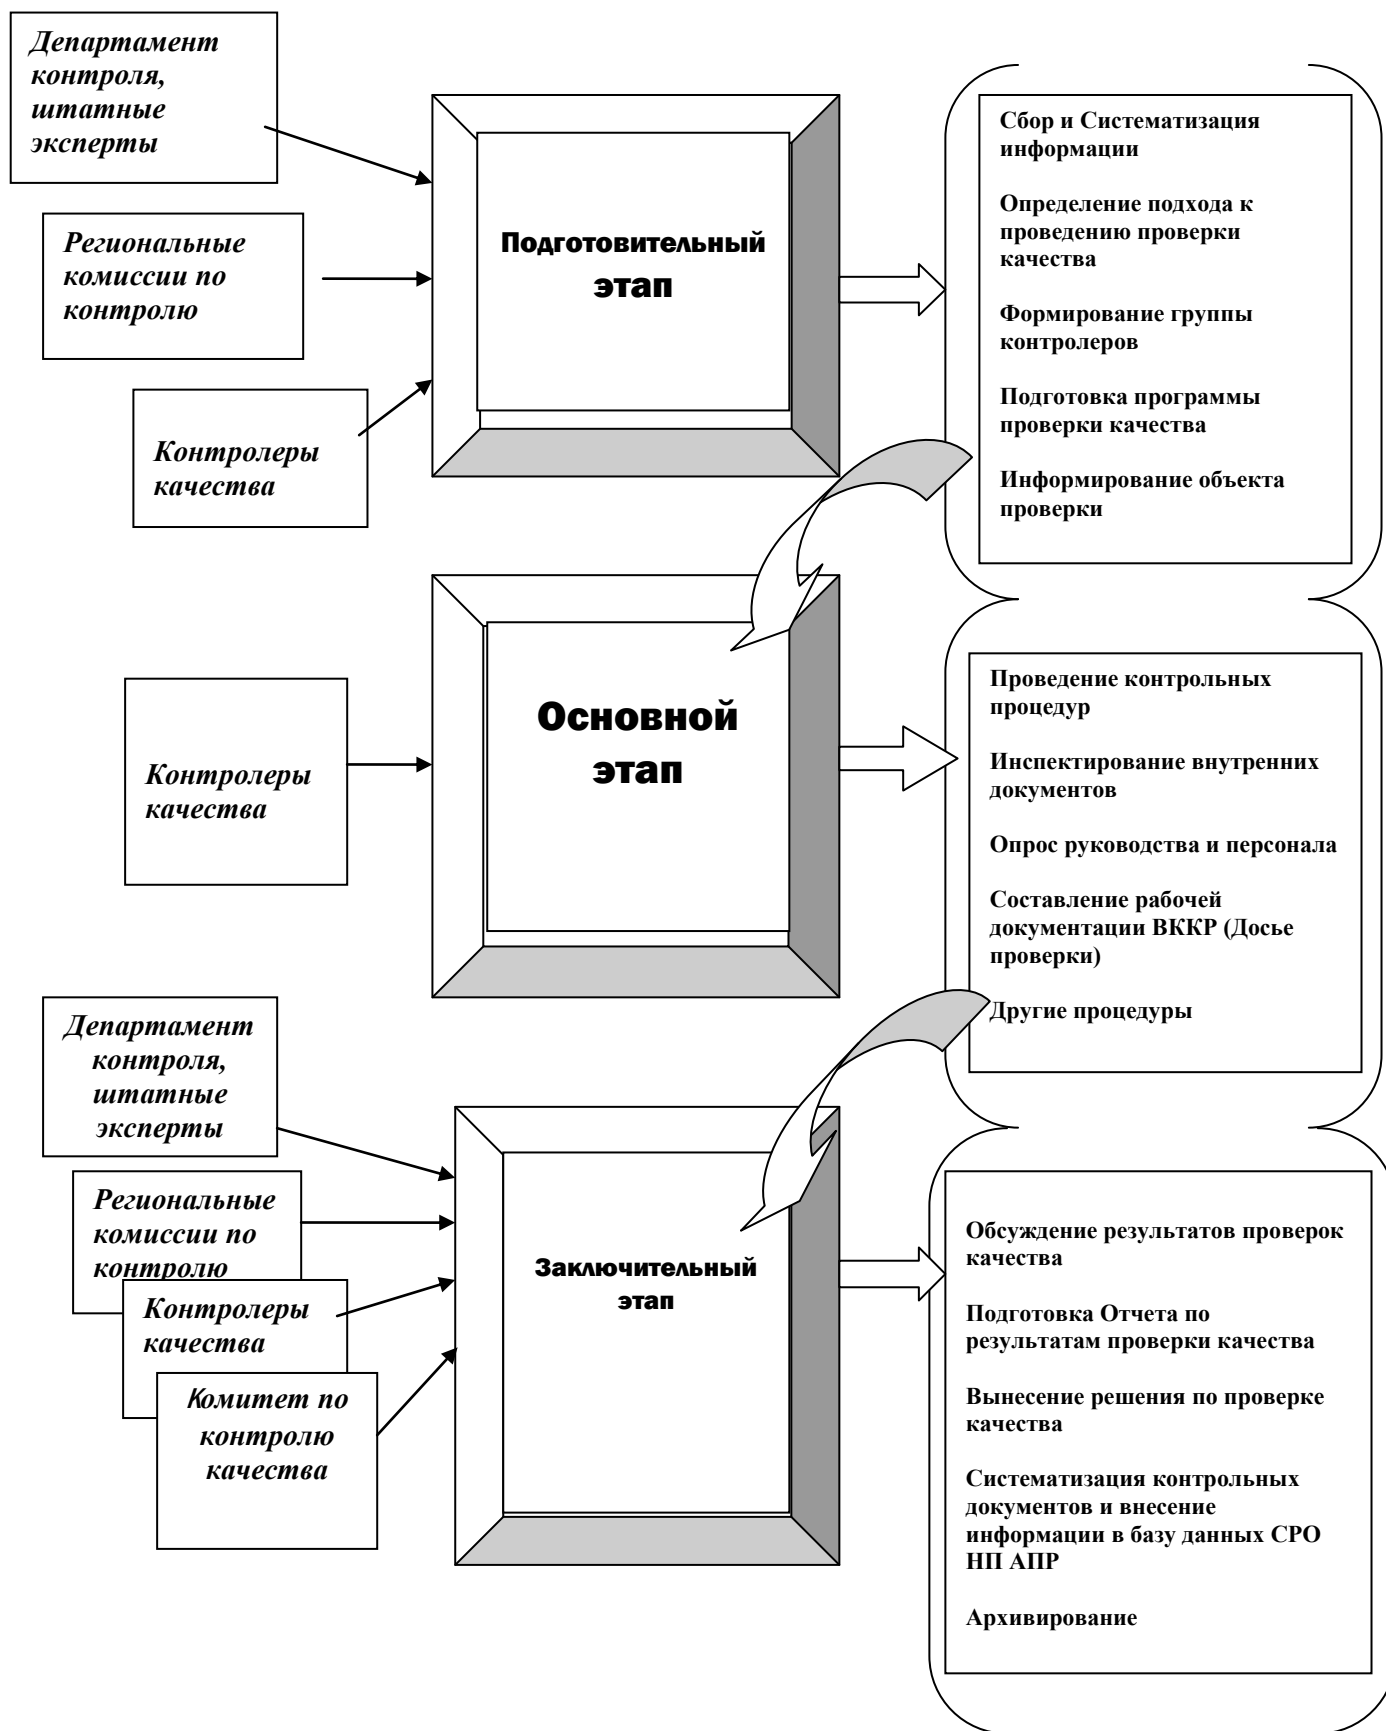 Департамент
контроля,
штатные
эксперты
Региональные
комиссии по
контролю
Контролеры
качества
Подготовительный
этап
Сбор и Систематизация
информации
Определение подхода к
проведению проверки
качества
Формирование группы
контролеров
Подготовка программы
проверки качества
Информирование объекта
проверки
Контролеры
качества
Основной
этап
Проведение контрольных
процедур
Инспектирование внутренних
документов
Опрос руководства и персонала
Составление рабочей
документации ВККР (Досье
проверки)
Другие процедуры
Департамент
контроля,
штатные
эксперты
Региональные
комиссии по
контролю
Контролеры
качества
Комитет по
контролю
качества
Заключительный
этап
Обсуждение результатов проверок
качества
Подготовка Отчета по
результатам проверки качества
Вынесение решения по проверке
качества
Систематизация контрольных
документов и внесение
информации в базу данных СРО
НП АПР
Архивирование